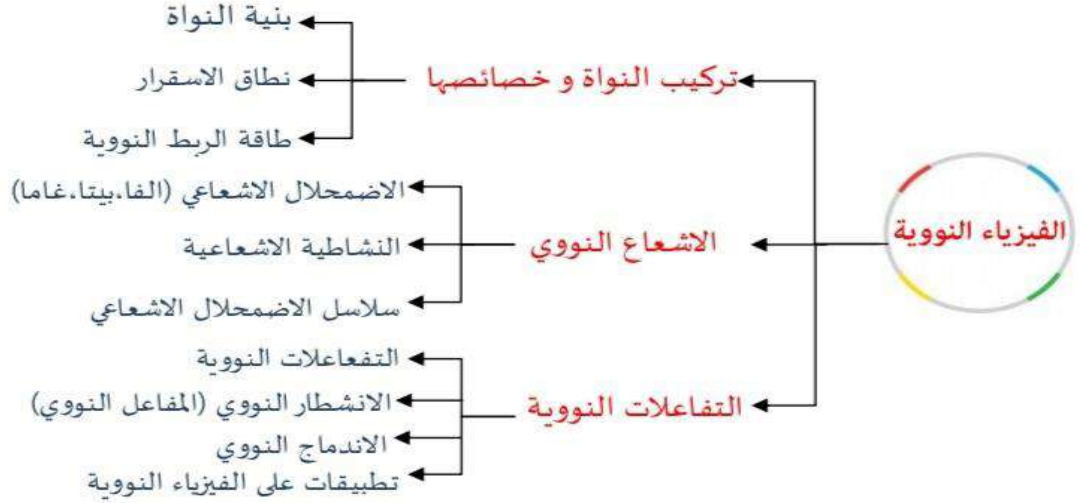 الفيزياء النووية
تركيب النواة و خصائصها
بنية النواة
نطاق الاسقرار
طاقة الربط النووية
الاشعاع النووي
الاضمحلال الاشعاعي (الفا،بيتا،غاما)
النشاطية الاشعاعية
سلاسل الاضمحلال الاشعاعي
التفاعلات النووية
التفعاعلات النووية
الانشطار النووي (المفاعل النووي)
الاندماج النووي
تطبيقات على الفيزياء النووية